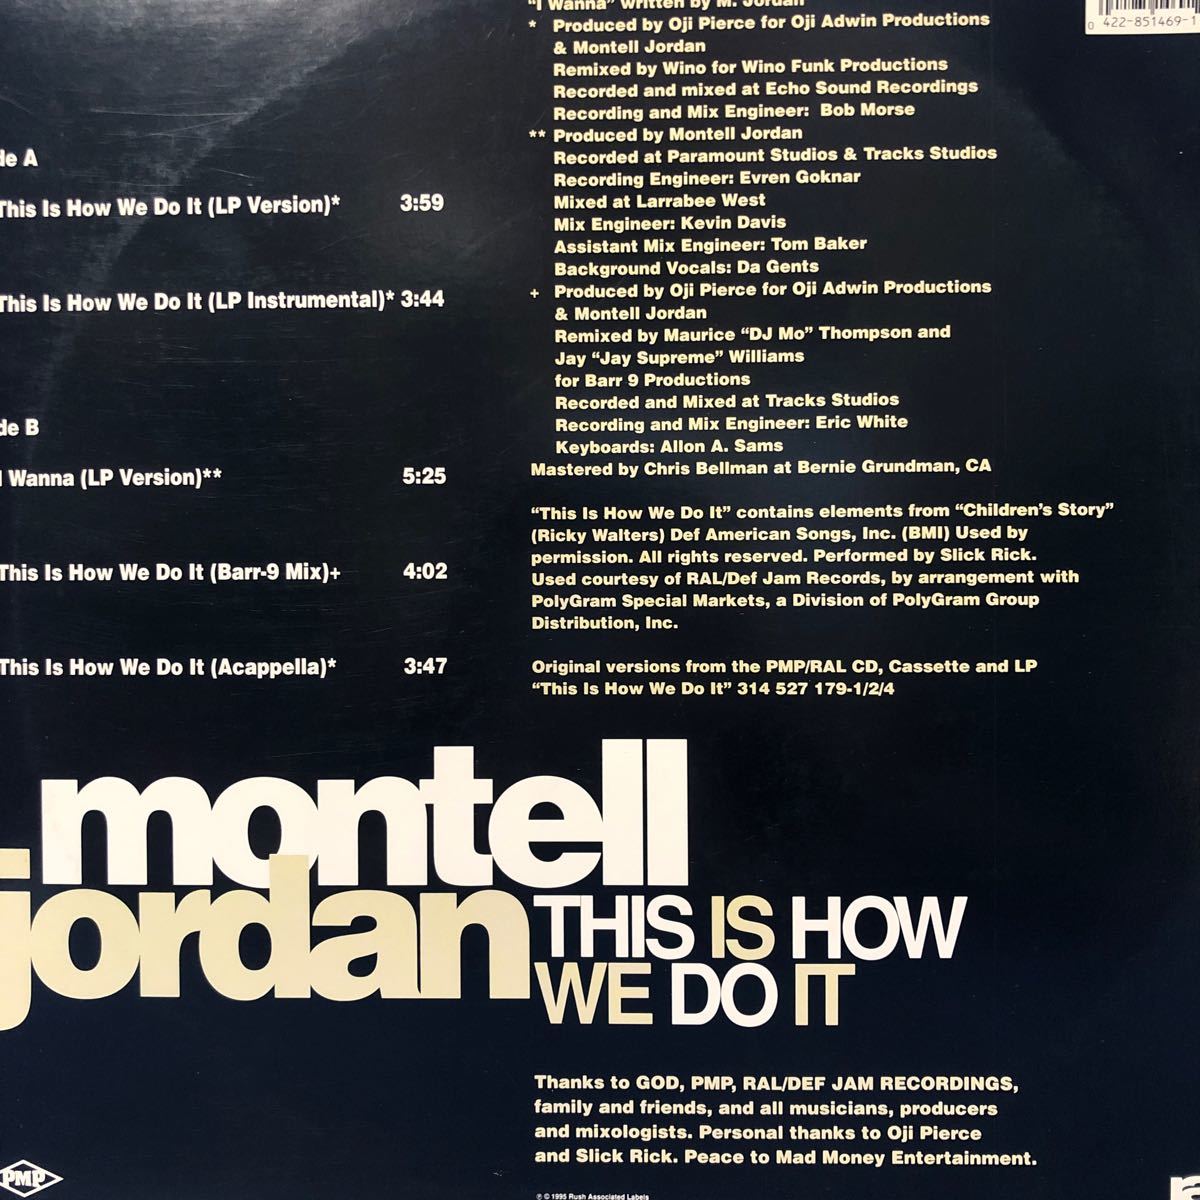 "I Wanna" written by M. Jordan
* Produced by Oji Pierce for Oji Adwin Productions
& Montell Jordan
Remixed by Wino for Wino Funk Productions
Recorded and mixed at Echo Sound Recordings
Recording and Mix Engineer: Bob Morse
** Produced by Montell Jordan
Recorded at Paramount Studios & Tracks Studios
Recording Engineer: Evren Goknar
Mixed at Larrabee West
Mix Engineer: Kevin Davis
Assistant Mix Engineer: Tom Baker
Background Vocals: Da Gents
+ Produced by Oji Pierce for Oji Adwin Productions
& Montell Jordan
Remixed by Maurice "DJ Mo" Thompson and
Jay "Jay Supreme" Williams
for Barr 9 Productions
Recorded and Mixed at Tracks Studios
Recording and Mix Engineer: Eric White
Keyboards: Allon A. Sams
Mastered by Chris Bellman at Bernie Grundman, CA
0 422-851469-1
de A
This Is How We Do It (LP Version)* 3:59
This Is How We Do It (LP Instrumental)* 3:44
de B
I Wanna (LP Version)** 5:25
This Is How We Do It (Barr-9 Mix)+ 4:02
This Is How We Do It (Acappella)* 3:47
"This Is How We Do It" contains elements from "Children's Story"
(Ricky Walters) Def American Songs, Inc. (BMI) Used by
permission. All rights reserved. Performed by Slick Rick.
Used courtesy of RAL/Def Jam Records, by arrangement with
PolyGram Special Markets, a Division of PolyGram Group
Distribution, Inc.
Original versions from the PMP/RAL CD, Cassette and LP
"This Is How We Do It" 314 527 179-1/2/4
montell
jordan
THIS IS HOW
WE DO IT
Thanks to GOD, PMP, RAL/DEF JAM RECORDINGS,
family and friends, and all musicians, producers
and mixologists. Personal thanks to Oji Pierce
and Slick Rick. Peace to Mad Money Entertainment.
PMP
℗ © 1995 Rush Associated Labels